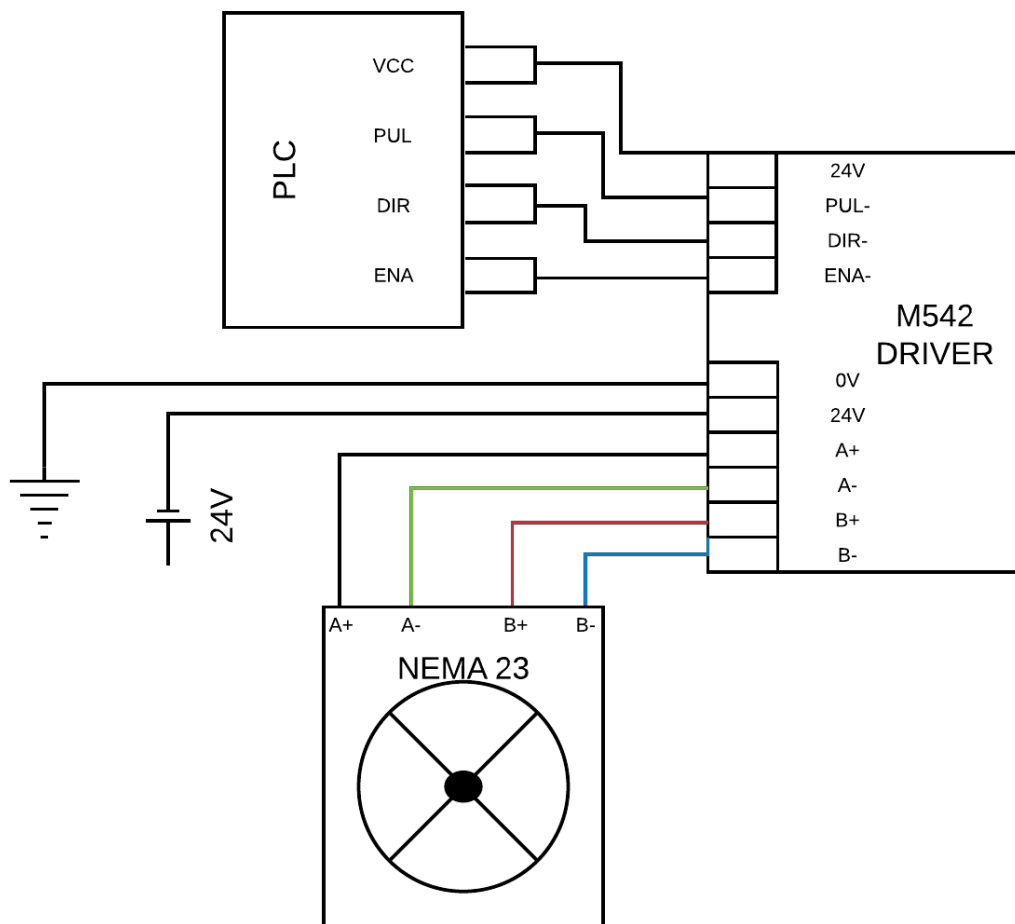 PLC
VCC
PUL
DIR
ENA
24V
PUL-
DIR-
ENA-
M542
DRIVER
0V
24V
A+
A-
B+
B-
24V
A+ A- B+ B-
NEMA 23